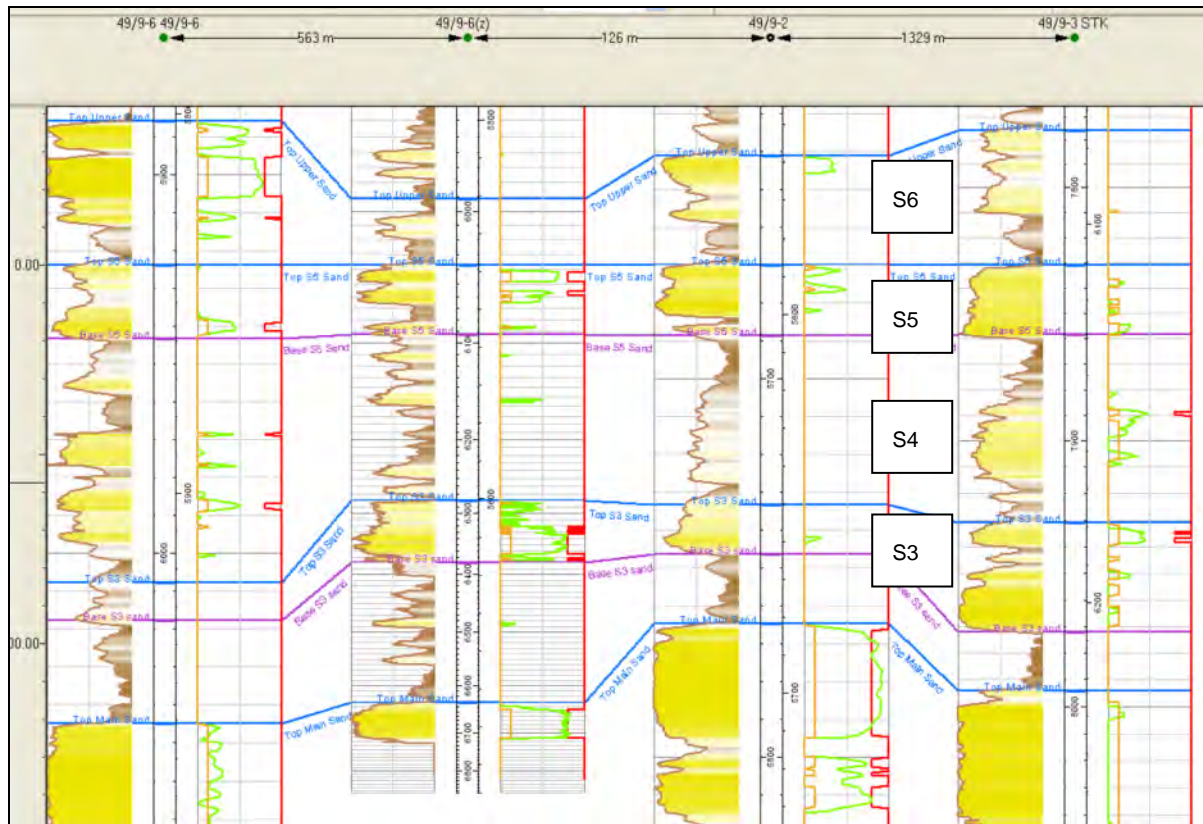 49/9-6 49/9-6
563 m
49/9-6(z)
126 m
49/9-2
1329 m
49/9-3 STK
Top Upper Sand
Top Upper Sand
Top Upper Sand
Top Upper Sand
Top Upper Sand
Top Upper Sand
6000
6100
S6
0.00
Top S5 Sand
Top S5 Sand
Top S5 Sand
Top S5 Sand
Top S5 Sand
Top S5 Sand
Top S5 Sand
S5
Base S5 Sand
Base S5 Sand
Base S5 Sand
Base S5 Sand
Base S5 Sand
Base S5 Sand
6100
5700
S4
6200
7900
5900
Top S3 Sand
Top S3 Sand
Top S3 Sand
Top S3 Sand
Top S3 Sand
Top S3 Sand
6300
S3
6000
6400
Base S3 sand
Base S3 sand
Base S3 sand
Base S3 sand
Base S3 sand
Base S3 sand
6200
6500
Top Main Sand
Top Main Sand
Top Main Sand
Top Main Sand
Top Main Sand
Top Main Sand
Top Main Sand
00.00
6600
6700
5700
8000
6800